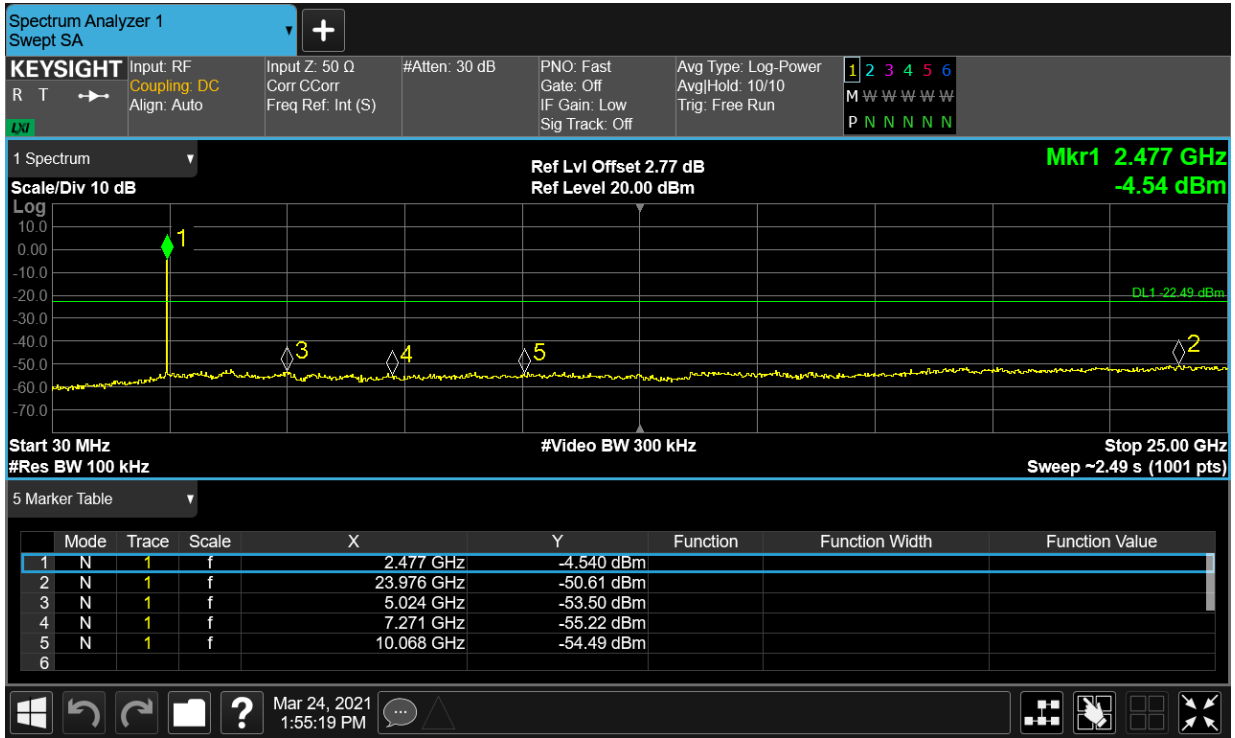 Spectrum Analyzer 1
Swept SA
KEYSIGHT
R T
LXI
Input: RF
Coupling: DC
Align: Auto
Input Z: 50 Ω
Corr CCorr
Freq Ref: Int (S)
#Atten: 30 dB
PNO: Fast
Gate: Off
IF Gain: Low
Sig Track: Off
Avg Type: Log-Power
Avg|Hold: 10/10
Trig: Free Run
1 2 3 4 5 6
M W W W W W
P N N N N N
1 Spectrum
Scale/Div 10 dB
Ref Lvl Offset 2.77 dB
Ref Level 20.00 dBm
Mkr1 2.477 GHz
-4.54 dBm
Log
10.0
0.00
-10.0
-20.0
-30.0
-40.0
-50.0
-60.0
-70.0
1
DL1 -22.49 dBm
3
4
5
2
Start 30 MHz
#Res BW 100 kHz
#Video BW 300 kHz
Stop 25.00 GHz
Sweep ~2.49 s (1001 pts)
5 Marker Table
Mode Trace Scale X Y Function Function Width Function Value
1 N 1 f 2.477 GHz -4.540 dBm
2 N 1 f 23.976 GHz -50.61 dBm
3 N 1 f 5.024 GHz -53.50 dBm
4 N 1 f 7.271 GHz -55.22 dBm
5 N 1 f 10.068 GHz -54.49 dBm
6
?
Mar 24, 2021
1:55:19 PM